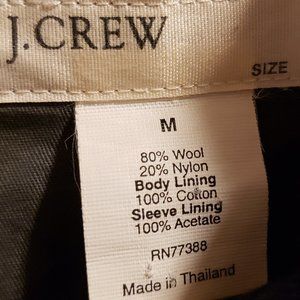 J.CREW
SIZE
M
80% Wool
20% Nylon
Body Lining
100% Cotton
Sleeve Lining
100% Acetate
RN77388
Made in Thailand